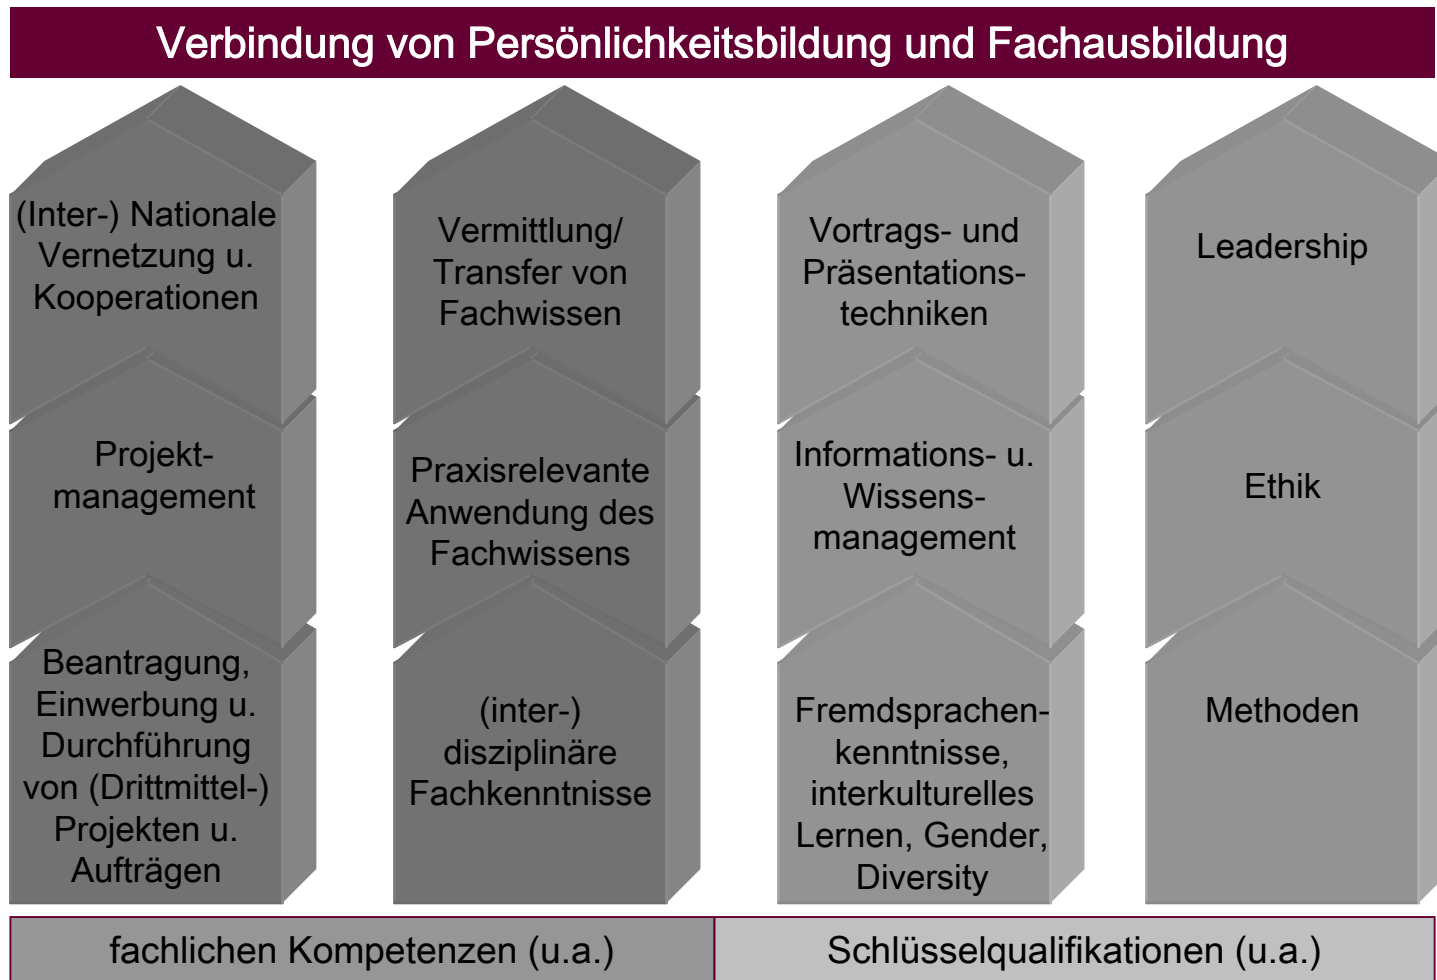 Verbindung von Persönlichkeitsbildung und Fachausbildung
(Inter-) Nationale
Vernetzung u.
Kooperationen
Projekt-
management
Beantragung,
Einwerbung u.
Durchführung
von (Drittmittel-)
Projekten u.
Aufträgen
Vermittlung/
Transfer von
Fachwissen
Praxisrelevante
Anwendung des
Fachwissens
(inter-)
disziplinäre
Fachkenntnisse
Vortrags- und
Präsentations-
techniken
Informations- u.
Wissens-
management
Fremdsprachen-
kenntnisse,
interkulturelles
Lernen, Gender,
Diversity
Leadership
Ethik
Methoden
fachlichen Kompetenzen (u.a.)
Schlüsselqualifikationen (u.a.)